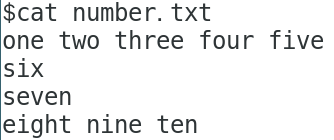 $cat number.txt
one two three four five
six
seven
eight nine ten